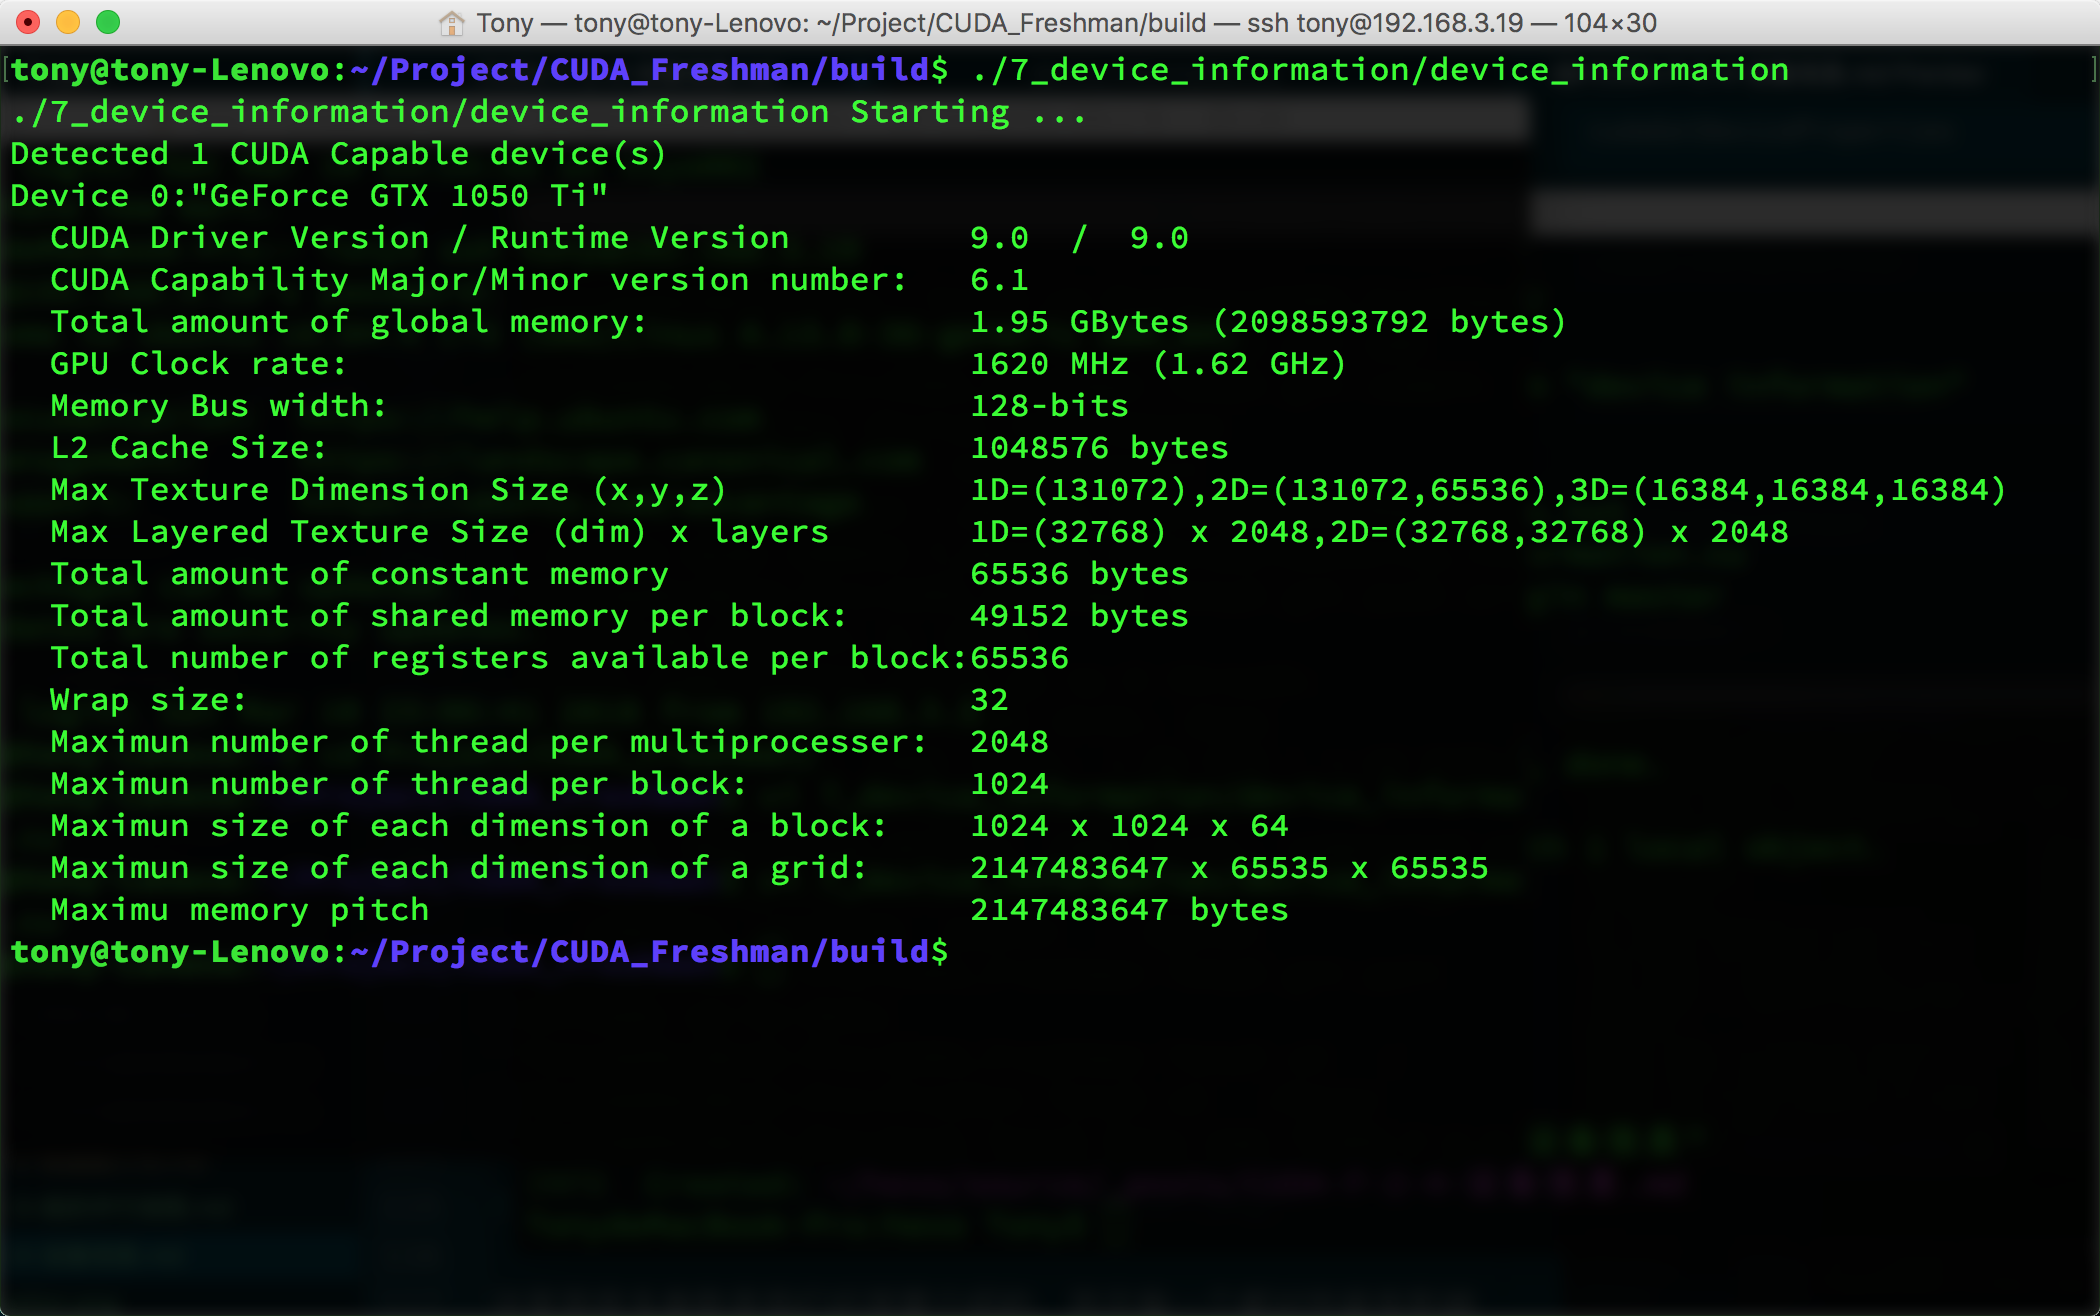 Tony — tony@tony-Lenovo: ~/Project/CUDA_Freshman/build — ssh tony@192.168.3.19 — 104×30
tony@tony-Lenovo:~/Project/CUDA_Freshman/build$ ./7_device_information/device_information
./7_device_information/device_information Starting ...
Detected 1 CUDA Capable device(s)
Device 0:"GeForce GTX 1050 Ti"
CUDA Driver Version / Runtime Version 9.0 / 9.0
CUDA Capability Major/Minor version number: 6.1
Total amount of global memory: 1.95 GBytes (2098593792 bytes)
GPU Clock rate: 1620 MHz (1.62 GHz)
Memory Bus width: 128-bits
L2 Cache Size: 1048576 bytes
Max Texture Dimension Size (x,y,z) 1D=(131072),2D=(131072,65536),3D=(16384,16384,16384)
Max Layered Texture Size (dim) x layers 1D=(32768) x 2048,2D=(32768,32768) x 2048
Total amount of constant memory 65536 bytes
Total amount of shared memory per block: 49152 bytes
Total number of registers available per block:65536
Wrap size: 32
Maximun number of thread per multiprocesser: 2048
Maximun number of thread per block: 1024
Maximun size of each dimension of a block: 1024 x 1024 x 64
Maximun size of each dimension of a grid: 2147483647 x 65535 x 65535
Maximu memory pitch 2147483647 bytes
tony@tony-Lenovo:~/Project/CUDA_Freshman/build$